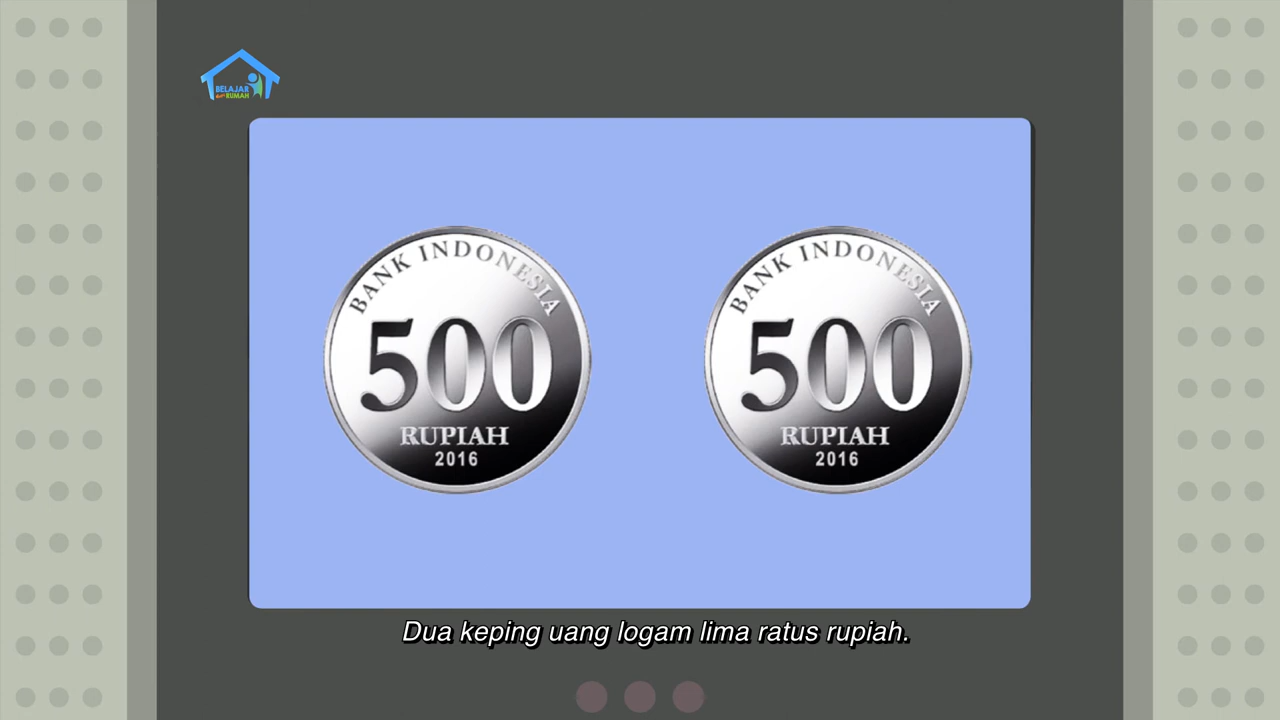 BELAJAR
dari RUMAH
BANK INDONESIA
500
RUPIAH
2016
BANK INDONESIA
500
RUPIAH
2016
Dua keping uang logam lima ratus rupiah.